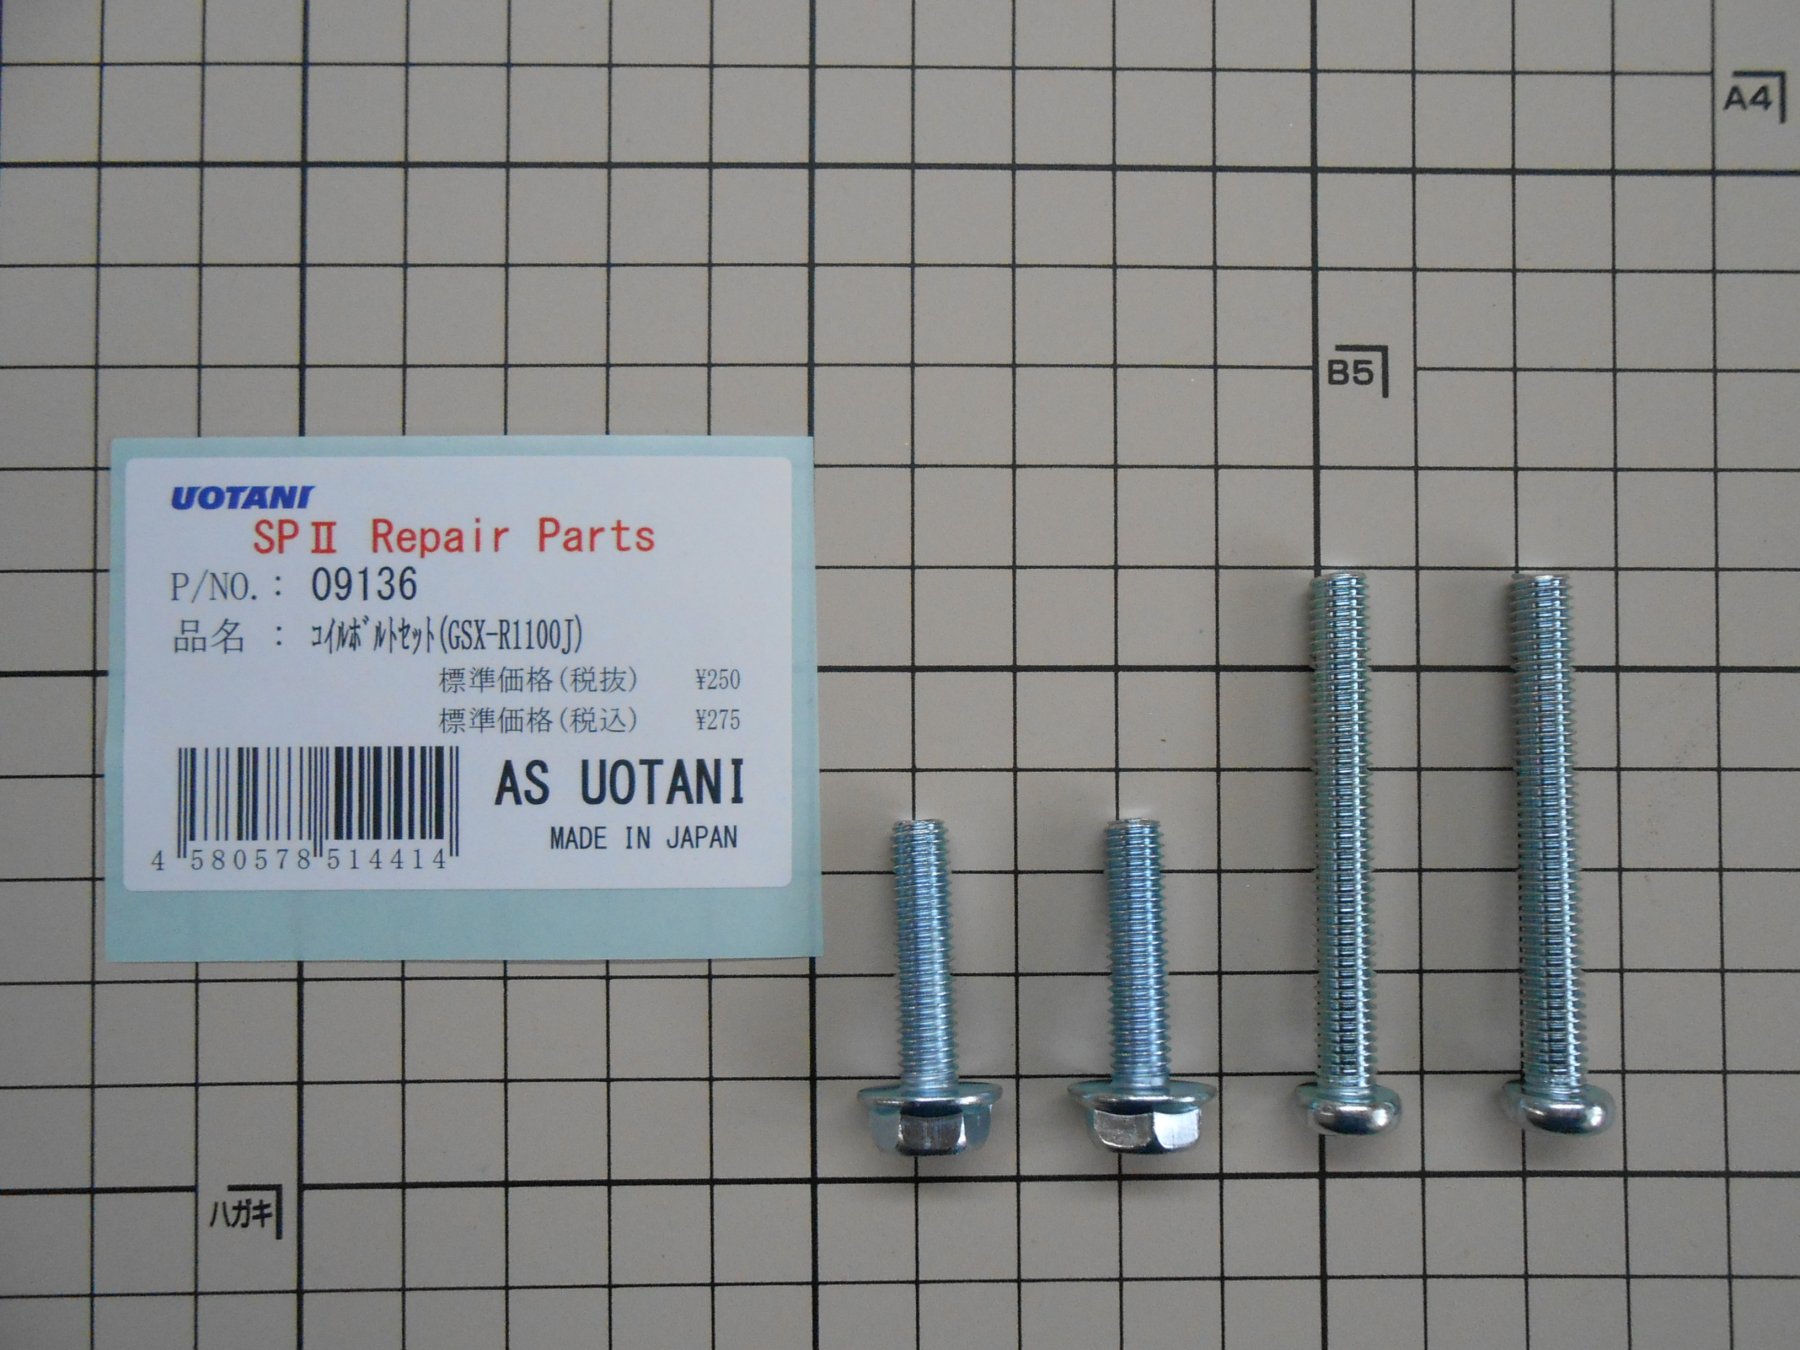 A4
B5
UOTANI
SPⅡ Repair Parts
P/NO.: 09136
品名 : ｺｲﾙﾎﾞﾙﾄｾｯﾄ(GSX-R1100J)
標準価格(税抜) ¥250
標準価格(税込) ¥275
AS UOTANI
MADE IN JAPAN
4 580578 514414
ハガキ